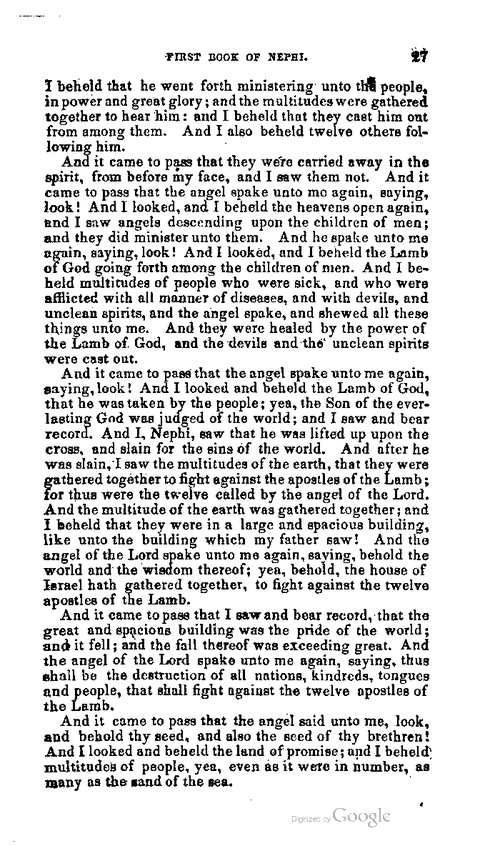 FIRST BOOK OF NEPHI. 27
I beheld that he went forth ministering unto the people,
in power and great glory; and the multitudes were gathered
together to hear him: and I beheld that they cast him out
from among them. And I also beheld twelve others fol-
lowing him.
And it came to pass that they were carried away in the
spirit, from before my face, and I saw them not. And it
came to pass that the angel spake unto me again, saying,
look! And I looked, and I beheld the heavens open again,
and I saw angels descending upon the children of men;
and they did minister unto them. And he spake unto me
again, saying, look! And I looked, and I beheld the Lamb
of God going forth among the children of men. And I be-
held multitudes of people who were sick, and who were
afflicted with all manner of diseases, and with devils, and
unclean spirits, and the angel spake, and shewed all these
things unto me. And they were healed by the power of
the Lamb of God, and the devils and the unclean spirits
were cast out.
And it came to pass that the angel spake unto me again,
saying, look! And I looked and beheld the Lamb of God,
that he was taken by the people; yea, the Son of the ever-
lasting God was judged of the world; and I saw and bear
record. And I, Nephi, saw that he was lifted up upon the
cross, and slain for the sins of the world. And after he
was slain, I saw the multitudes of the earth, that they were
gathered together to fight against the apostles of the Lamb;
for thus were the twelve called by the angel of the Lord.
And the multitude of the earth was gathered together; and
I beheld that they were in a large and spacious building,
like unto the building which my father saw! And the
angel of the Lord spake unto me again, saying, behold the
world and the wisdom thereof; yea, behold, the house of
Israel hath gathered together, to fight against the twelve
apostles of the Lamb.
And it came to pass that I saw and bear record, that the
great and spacious building was the pride of the world;
and it fell; and the fall thereof was exceeding great. And
the angel of the Lord spake unto me again, saying, thus
shall be the destruction of all nations, kindreds, tongues
and people, that shall fight against the twelve apostles of
the Lamb.
And it came to pass that the angel said unto me, look,
and behold thy seed, and also the seed of thy brethren!
And I looked and beheld the land of promise; and I beheld
multitudes of people, yea, even as it were in number, as
many as the sand of the sea.
Digitized by Google